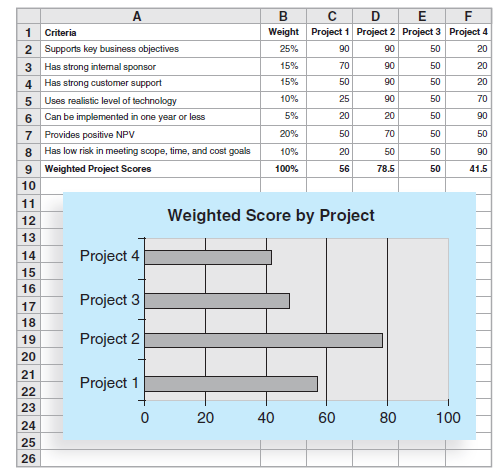 A B C D E F
1 Criteria Weight Project 1 Project 2 Project 3 Project 4
2 Supports key business objectives 25% 90 90 50 20
3 Has strong internal sponsor 15% 70 90 50 20
4 Has strong customer support 15% 50 90 50 20
5 Uses realistic level of technology 10% 25 90 50 70
6 Can be implemented in one year or less 5% 20 20 50 90
7 Provides positive NPV 20% 50 70 50 50
8 Has low risk in meeting scope, time, and cost goals 10% 20 50 50 90
9 Weighted Project Scores 100% 56 78.5 50 41.5
10
11
12 Weighted Score by Project
13
14 Project 4
15
16
17 Project 3
18
19 Project 2
20
21
22 Project 1
23
24 0 20 40 60 80 100
25
26